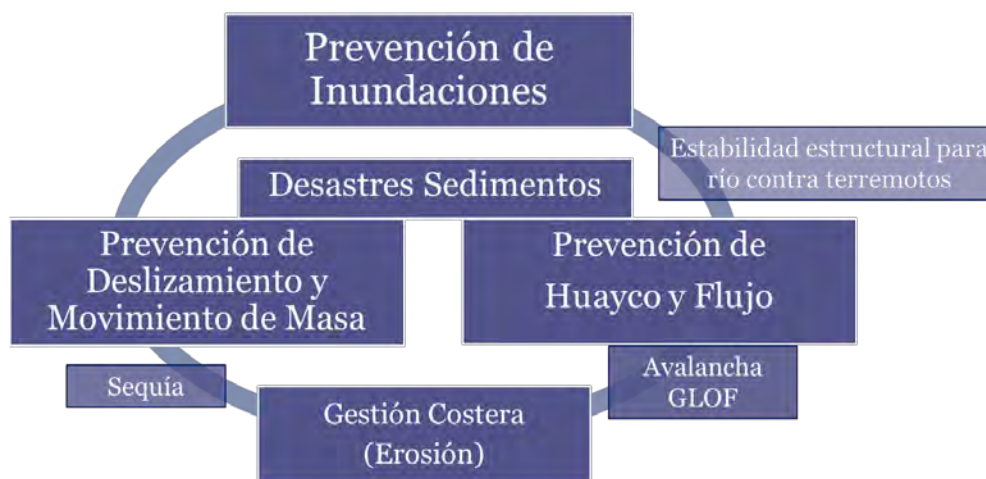 Prevención de
Inundaciones
Estabilidad estructural para
río contra terremotos
Desastres Sedimentos
Prevención de
Deslizamiento y
Movimiento de Masa
Prevención de
Huayco y Flujo
Sequía
Avalancha
GLOF
Gestión Costera
(Erosión)